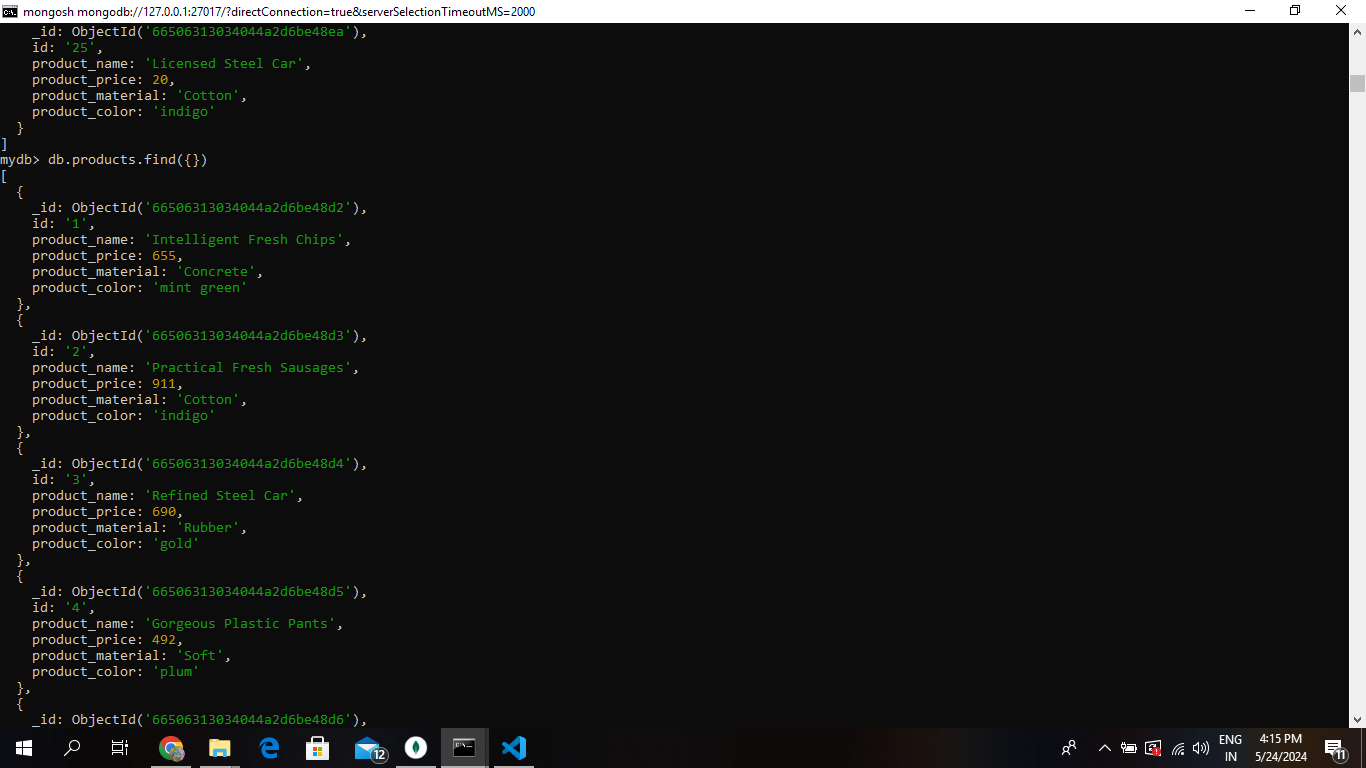 mongosh mongodb://127.0.0.1:27017/?directConnection=true&serverSelectionTimeoutMS=2000
_id: ObjectId('66506313034044a2d6be48ea'),
id: '25',
product_name: 'Licensed Steel Car',
product_price: 20,
product_material: 'Cotton',
product_color: 'indigo'
}
]
mydb> db.products.find({})
[
{
_id: ObjectId('66506313034044a2d6be48d2'),
id: '1',
product_name: 'Intelligent Fresh Chips',
product_price: 655,
product_material: 'Concrete',
product_color: 'mint green'
},
{
_id: ObjectId('66506313034044a2d6be48d3'),
id: '2',
product_name: 'Practical Fresh Sausages',
product_price: 911,
product_material: 'Cotton',
product_color: 'indigo'
},
{
_id: ObjectId('66506313034044a2d6be48d4'),
id: '3',
product_name: 'Refined Steel Car',
product_price: 690,
product_material: 'Rubber',
product_color: 'gold'
},
{
_id: ObjectId('66506313034044a2d6be48d5'),
id: '4',
product_name: 'Gorgeous Plastic Pants',
product_price: 492,
product_material: 'Soft',
product_color: 'plum'
},
{
_id: ObjectId('66506313034044a2d6be48d6'),
12
ENG
IN
4:15 PM
5/24/2024
11